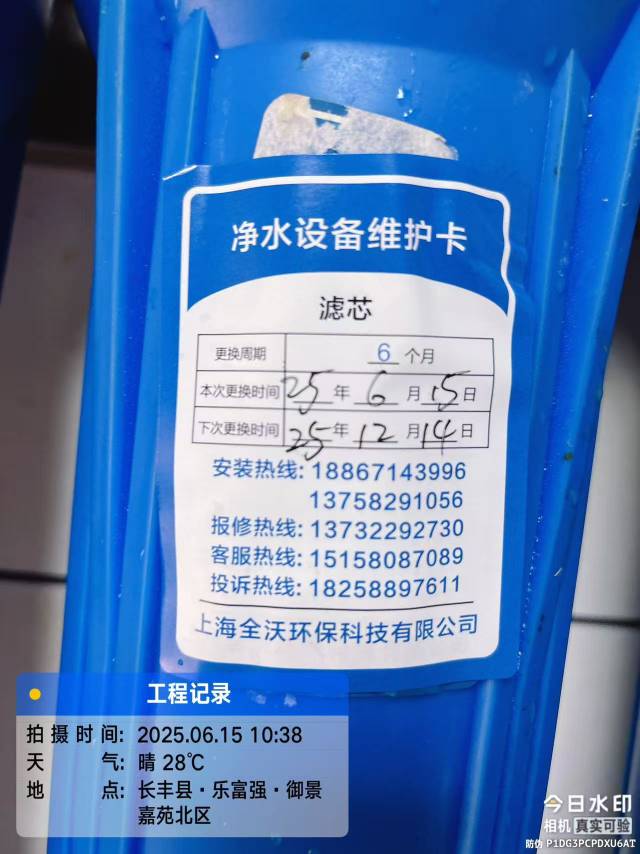 净水设备维护卡
滤芯
更换周期 6 个月
本次更换时间 25 年 6 月 15 日
下次更换时间 25 年 12 月 14 日
安装热线: 18867143996
13758291056
报修热线: 13732292730
客服热线: 15158087089
投诉热线: 18258897611
上海全沃环保科技有限公司
工程记录
拍摄时间: 2025.06.15 10:38
天气: 晴 28℃
地点: 长丰县·乐富强·御景
嘉苑北区
今日水印
相机 真实可验
防伪 P1DG3PCPDXU6AT